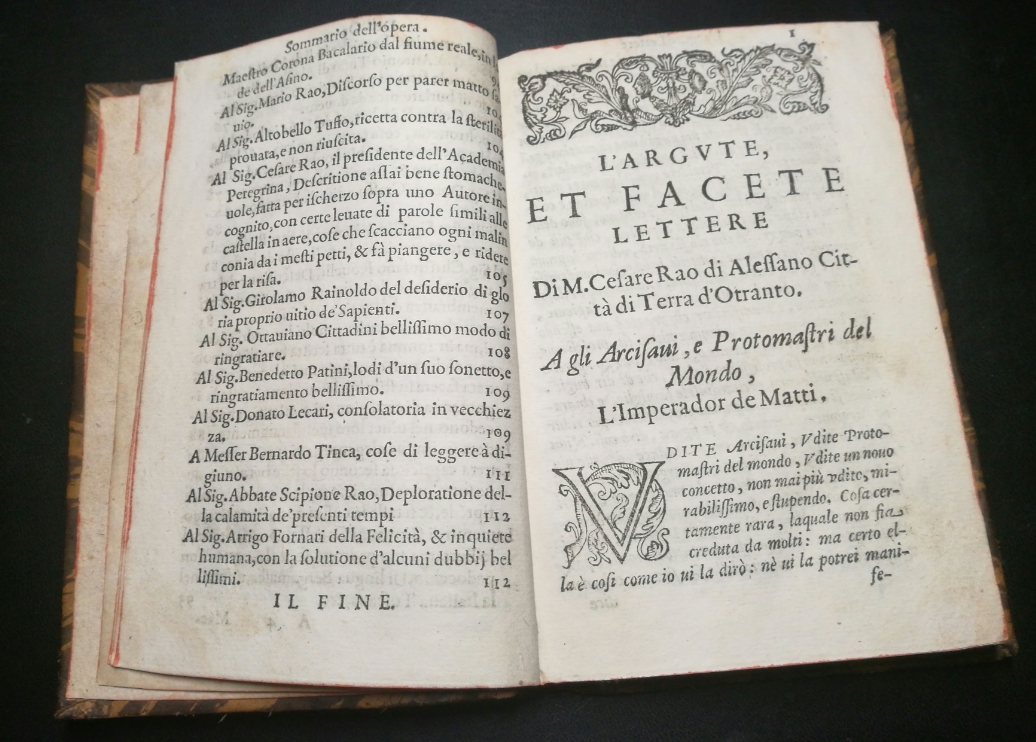 Sommario dell'opera.
Maestro Corona Bacalario dal fiume reale, in
de dell'Asino.
Al Sig. Mario Rao, Discorso per parer matto sa
uio.
Al Sig. Altobello Tuffo, ricetta contra la sterilità
prouata, e non riuscita.
Al Sig. Cesare Rao, il presidente dell'Academia
Peregrina, Descritione assai bene stomache-
uole, fatta per ischerzo sopra uno Autore in-
cognito, con certe leuate di parole simili alle
castella in aere, cose che scacciano ogni malin
conia da i mesti petti, & fà piangere, e ridere
per la risa. 105
Al Sig. Girolamo Rainoldo del desiderio di glo
ria proprio uitio de' Sapienti. 107
Al Sig. Ottauiano Cittadini bellissimo modo di
ringratiare. 108
Al Sig. Benedetto Patini, lodi d'un suo sonetto, e
ringratiamento bellissimo. 109
Al Sig. Donato Lecari, consolatoria in vecchiez
za. 109
A Messer Bernardo Tinca, cose di leggere à di-
giuno. 111
Al Sig. Abbate Scipione Rao, Deploratione del-
la calamità de' presenti tempi 112
Al Sig. Arrigo Fornari della Felicità, & inquiete
humana, con la solutione d'alcuni dubbij bel
lissimi. 112
IL FINE.
1
L'ARGVTE,
ET FACETE
LETTERE
Di M. Cesare Rao di Alessano Cit-
tà di Terra d'Otranto.
A gli Arcisaui, e Protomastri del
Mondo,
L'Imperador de Matti.
VDITE Arcisaui, Vdite Proto-
mastri del mondo, Vdite un nouo
concetto, non mai più vdito, mi-
rabilissimo, e stupendo. Cosa cer-
tamente rara, laquale non fia
creduta da molti: ma certo el-
la è cosi come io ui la dirò: nè ui la potrei mani-
fe-